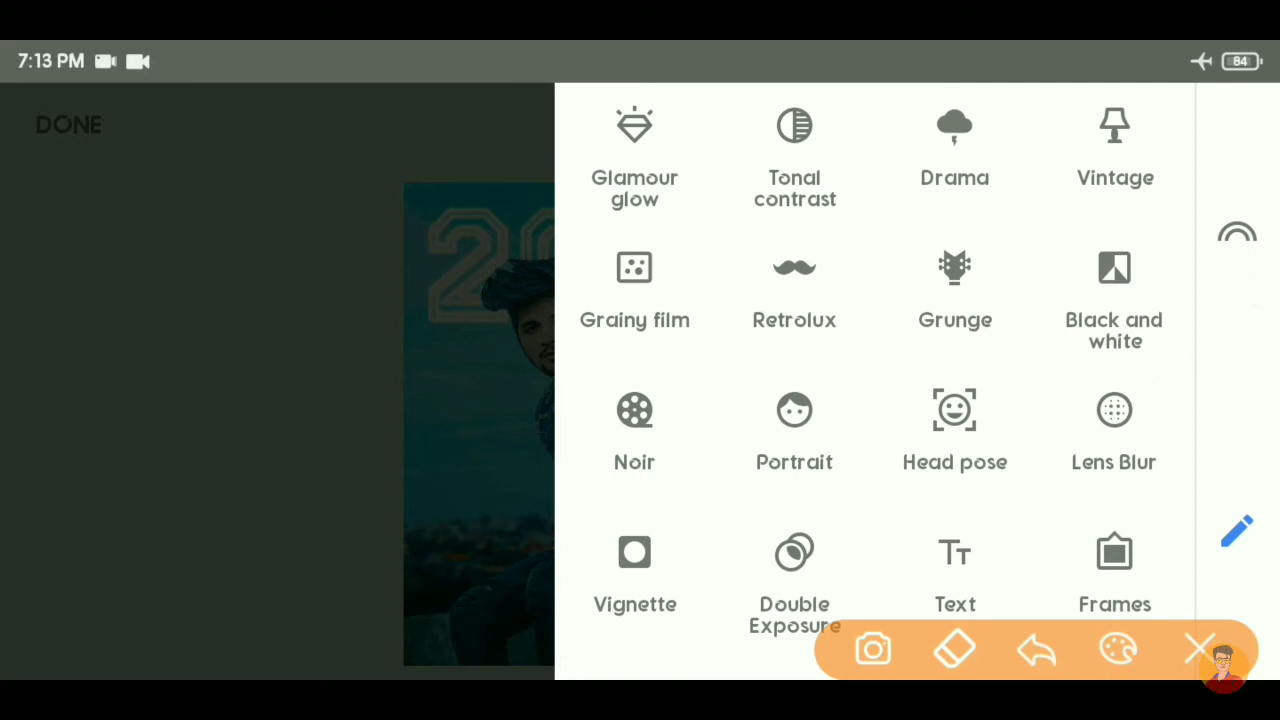 7:13 PM
84
DONE
20
Glamour
glow
Tonal
contrast
Drama
Vintage
Grainy film
Retrolux
Grunge
Black and
white
Noir
Portrait
Head pose
Lens Blur
Vignette
Double
Exposure
Text
Frames